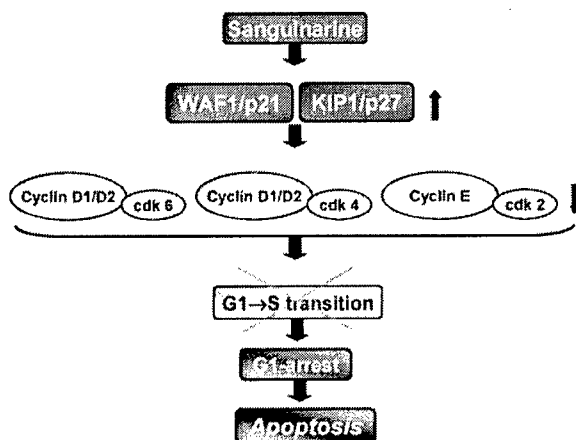 Sanguinarine
WAF1/p21 KIP1/p27
Cyclin D1/D2 cdk 6 Cyclin D1/D2 cdk 4 Cyclin E cdk 2
G1→S transition
G1-arrest
Apoptosis